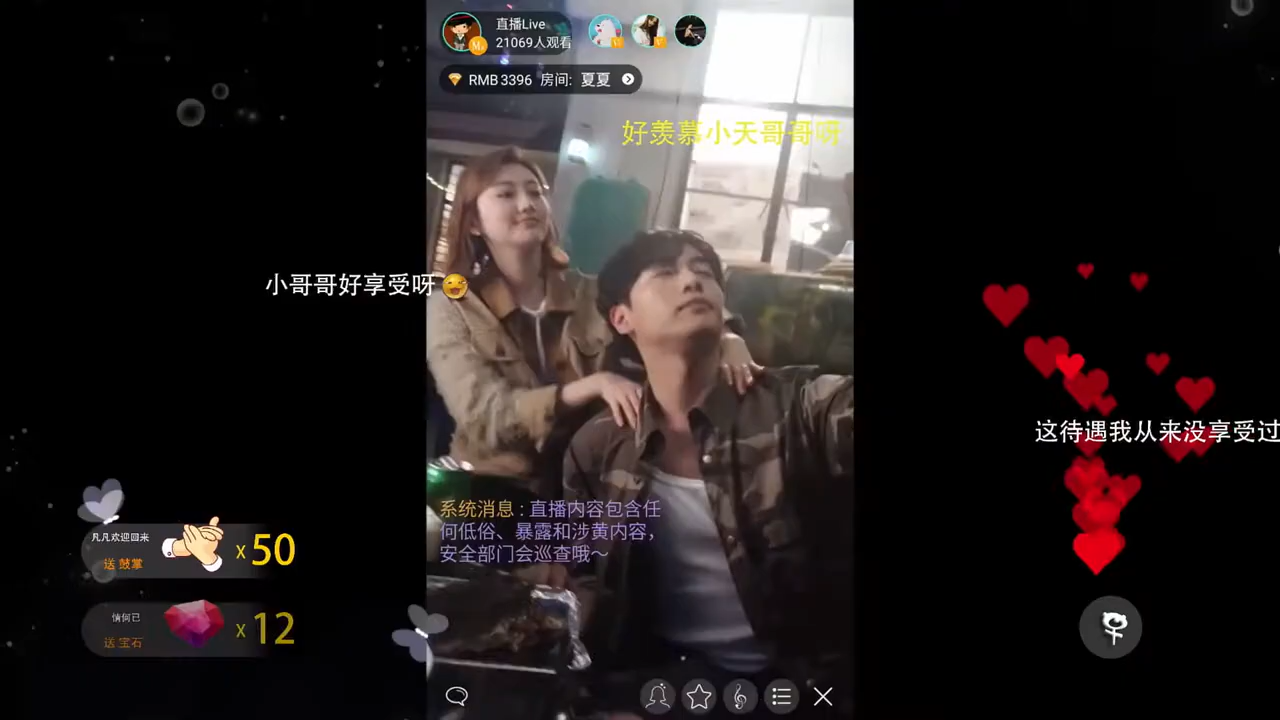 直播Live
21069人观看
RMB 3396 房间: 夏夏
好羡慕小天哥哥呀
小哥哥好享受呀
这待遇我从来没享受过
系统消息 : 直播内容包含任
何低俗、暴露和涉黄内容，
安全部门会巡查哦～
凡凡欢迎回来
送 鼓掌
x 50
情何已
送 宝石
x 12